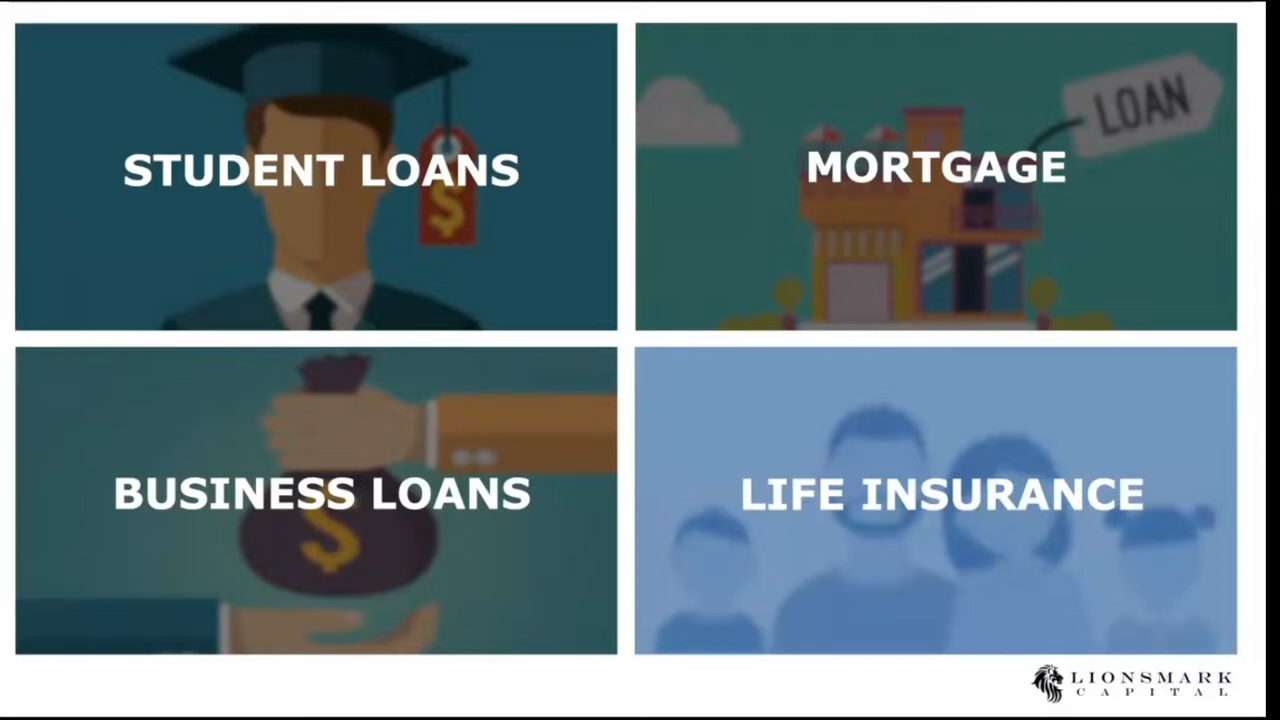 STUDENT LOANS
MORTGAGE
LOAN
$
BUSINESS LOANS
$
LIFE INSURANCE
LIONSMARK
CAPITAL